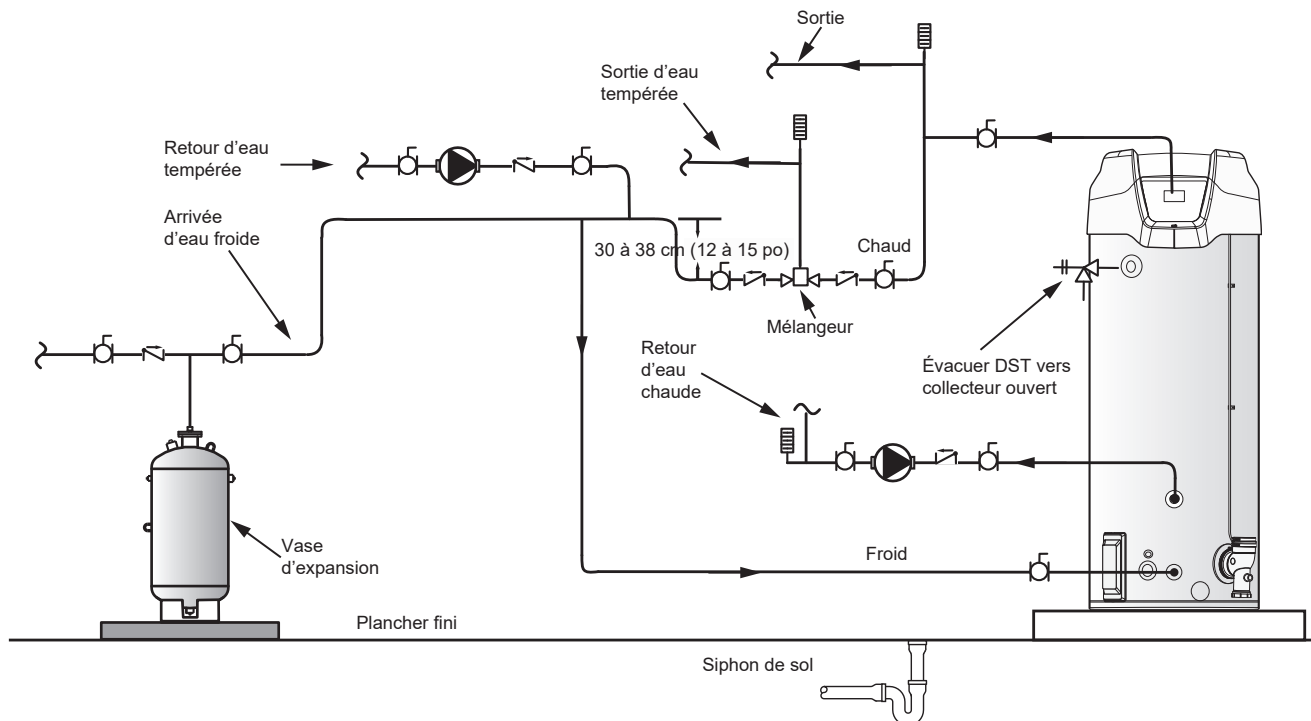 Sortie
Sortie d’eau
tempérée
Retour d’eau
tempérée
Arrivée
d’eau froide
30 à 38 cm (12 à 15 po)
Chaud
Mélangeur
Retour
d’eau
chaude
Évacuer DST vers
collecteur ouvert
Vase
d’expansion
Froid
Plancher fini
Siphon de sol